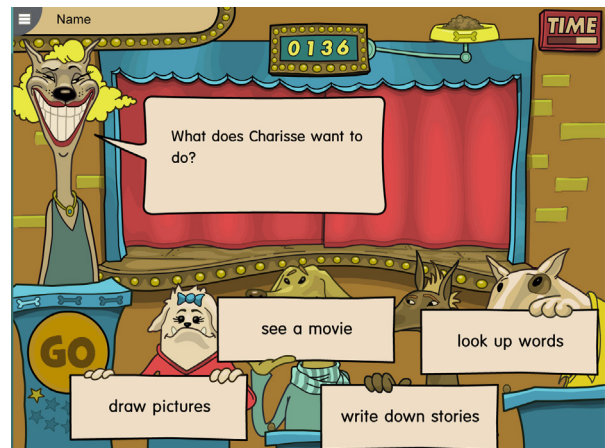 Name
0136
TIME
What does Charisse want to
do?
see a movie
look up words
GO
draw pictures
write down stories